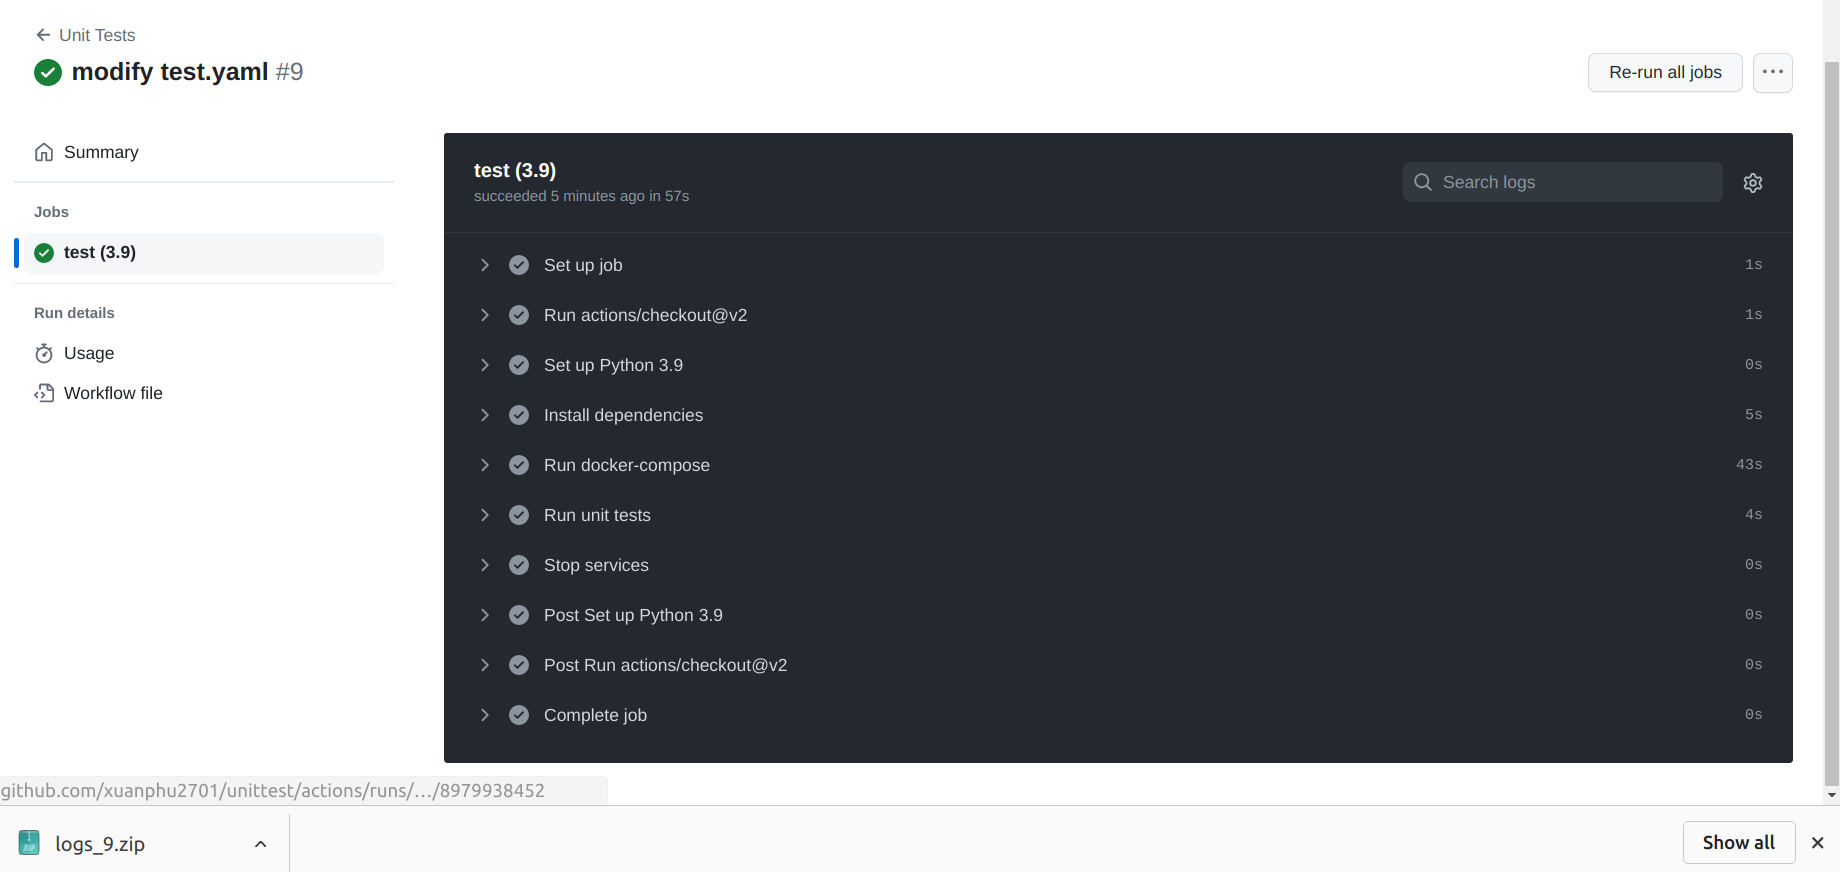 Unit Tests
modify test.yaml #9
Re-run all jobs
Summary
Jobs
test (3.9)
Run details
Usage
Workflow file
test (3.9)
succeeded 5 minutes ago in 57s
Search logs
Set up job 1s
Run actions/checkout@v2 1s
Set up Python 3.9 0s
Install dependencies 5s
Run docker-compose 43s
Run unit tests 4s
Stop services 0s
Post Set up Python 3.9 0s
Post Run actions/checkout@v2 0s
Complete job 0s
github.com/xuanphu2701/unittest/actions/runs/…/8979938452
logs_9.zip
Show all